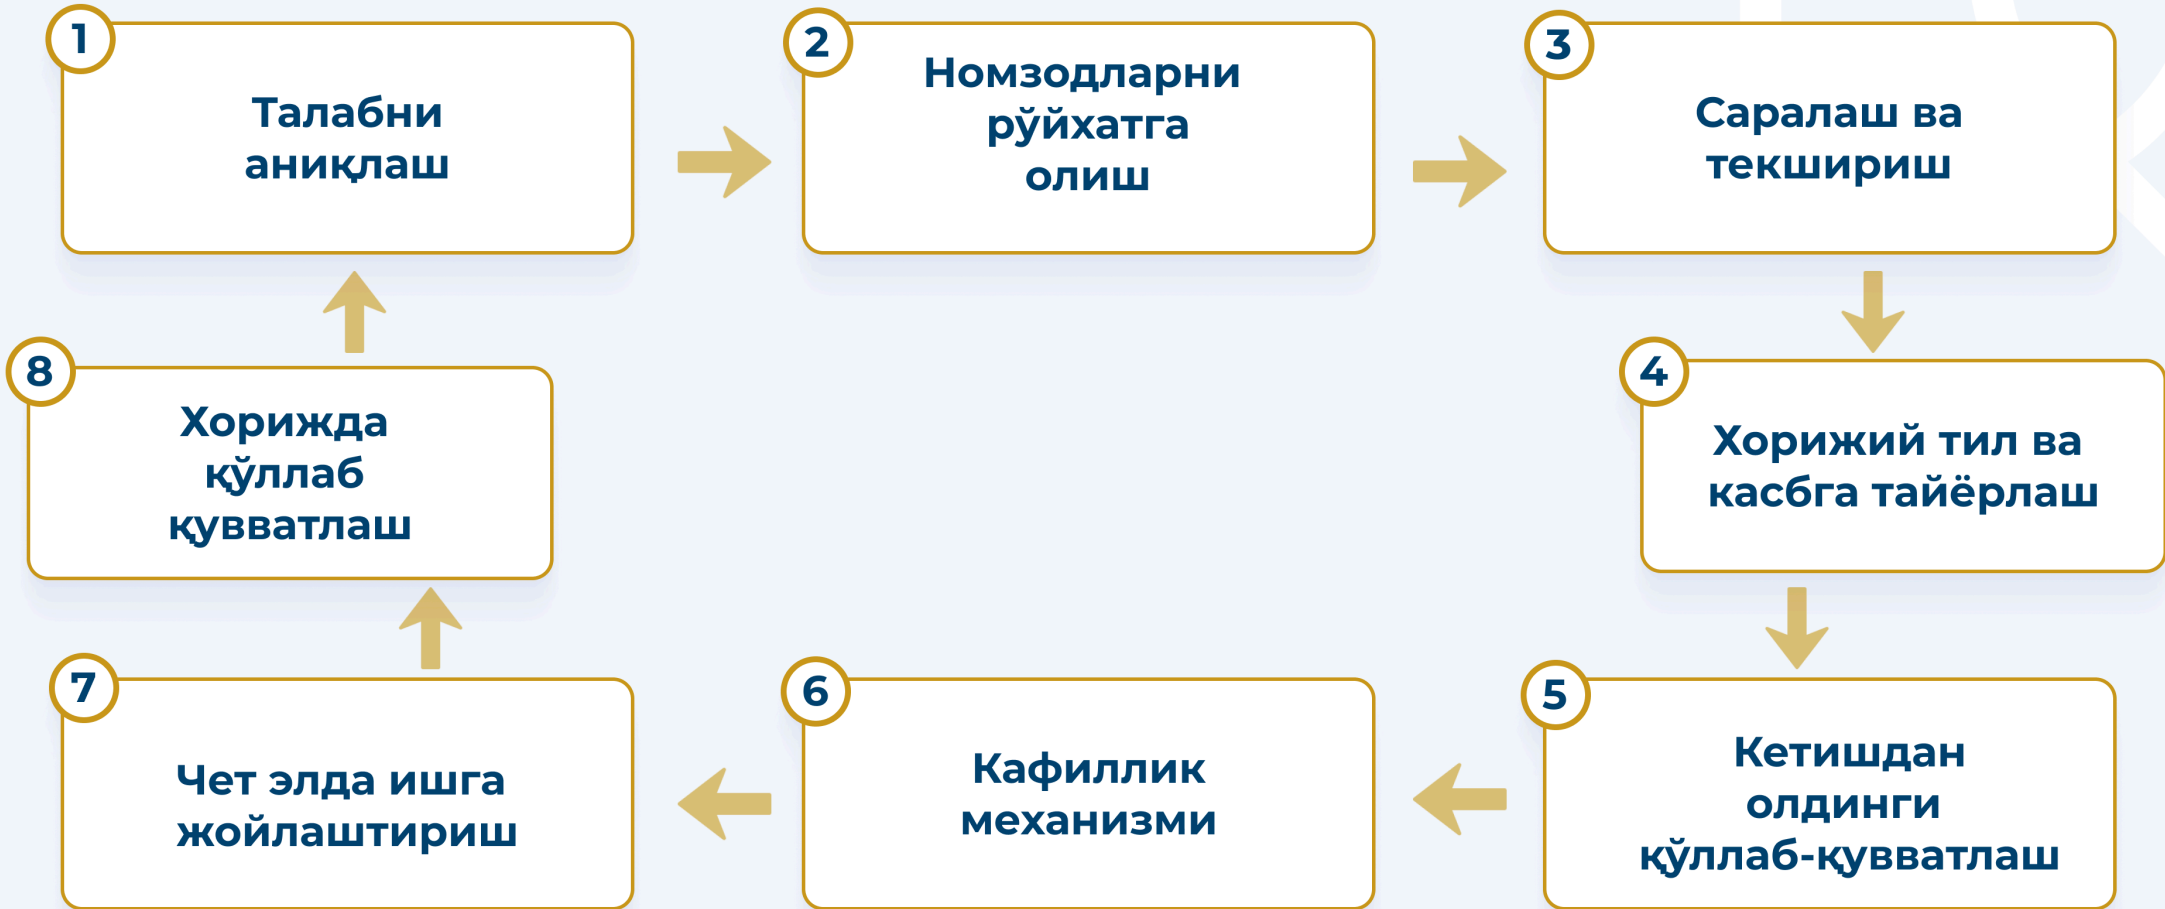 1
Талабни
аниқлаш
2
Номзодларни
рўйхатга
олиш
3
Саралаш ва
текшириш
4
Хорижий тил ва
касбга тайёрлаш
5
Кетишдан
олдинги
қўллаб-қувватлаш
6
Кафиллик
механизми
7
Чет элда ишга
жойлаштириш
8
Хорижда
қўллаб
қувватлаш